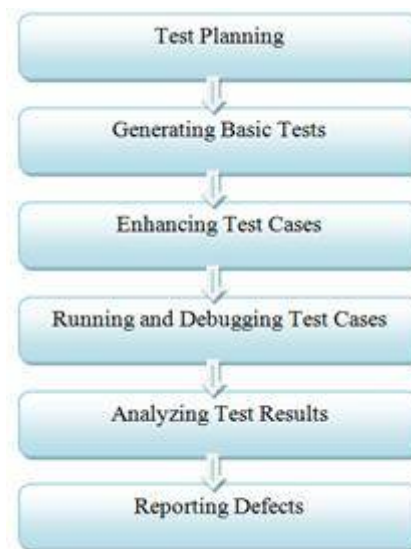 Test Planning
Generating Basic Tests
Enhancing Test Cases
Running and Debugging Test Cases
Analyzing Test Results
Reporting Defects